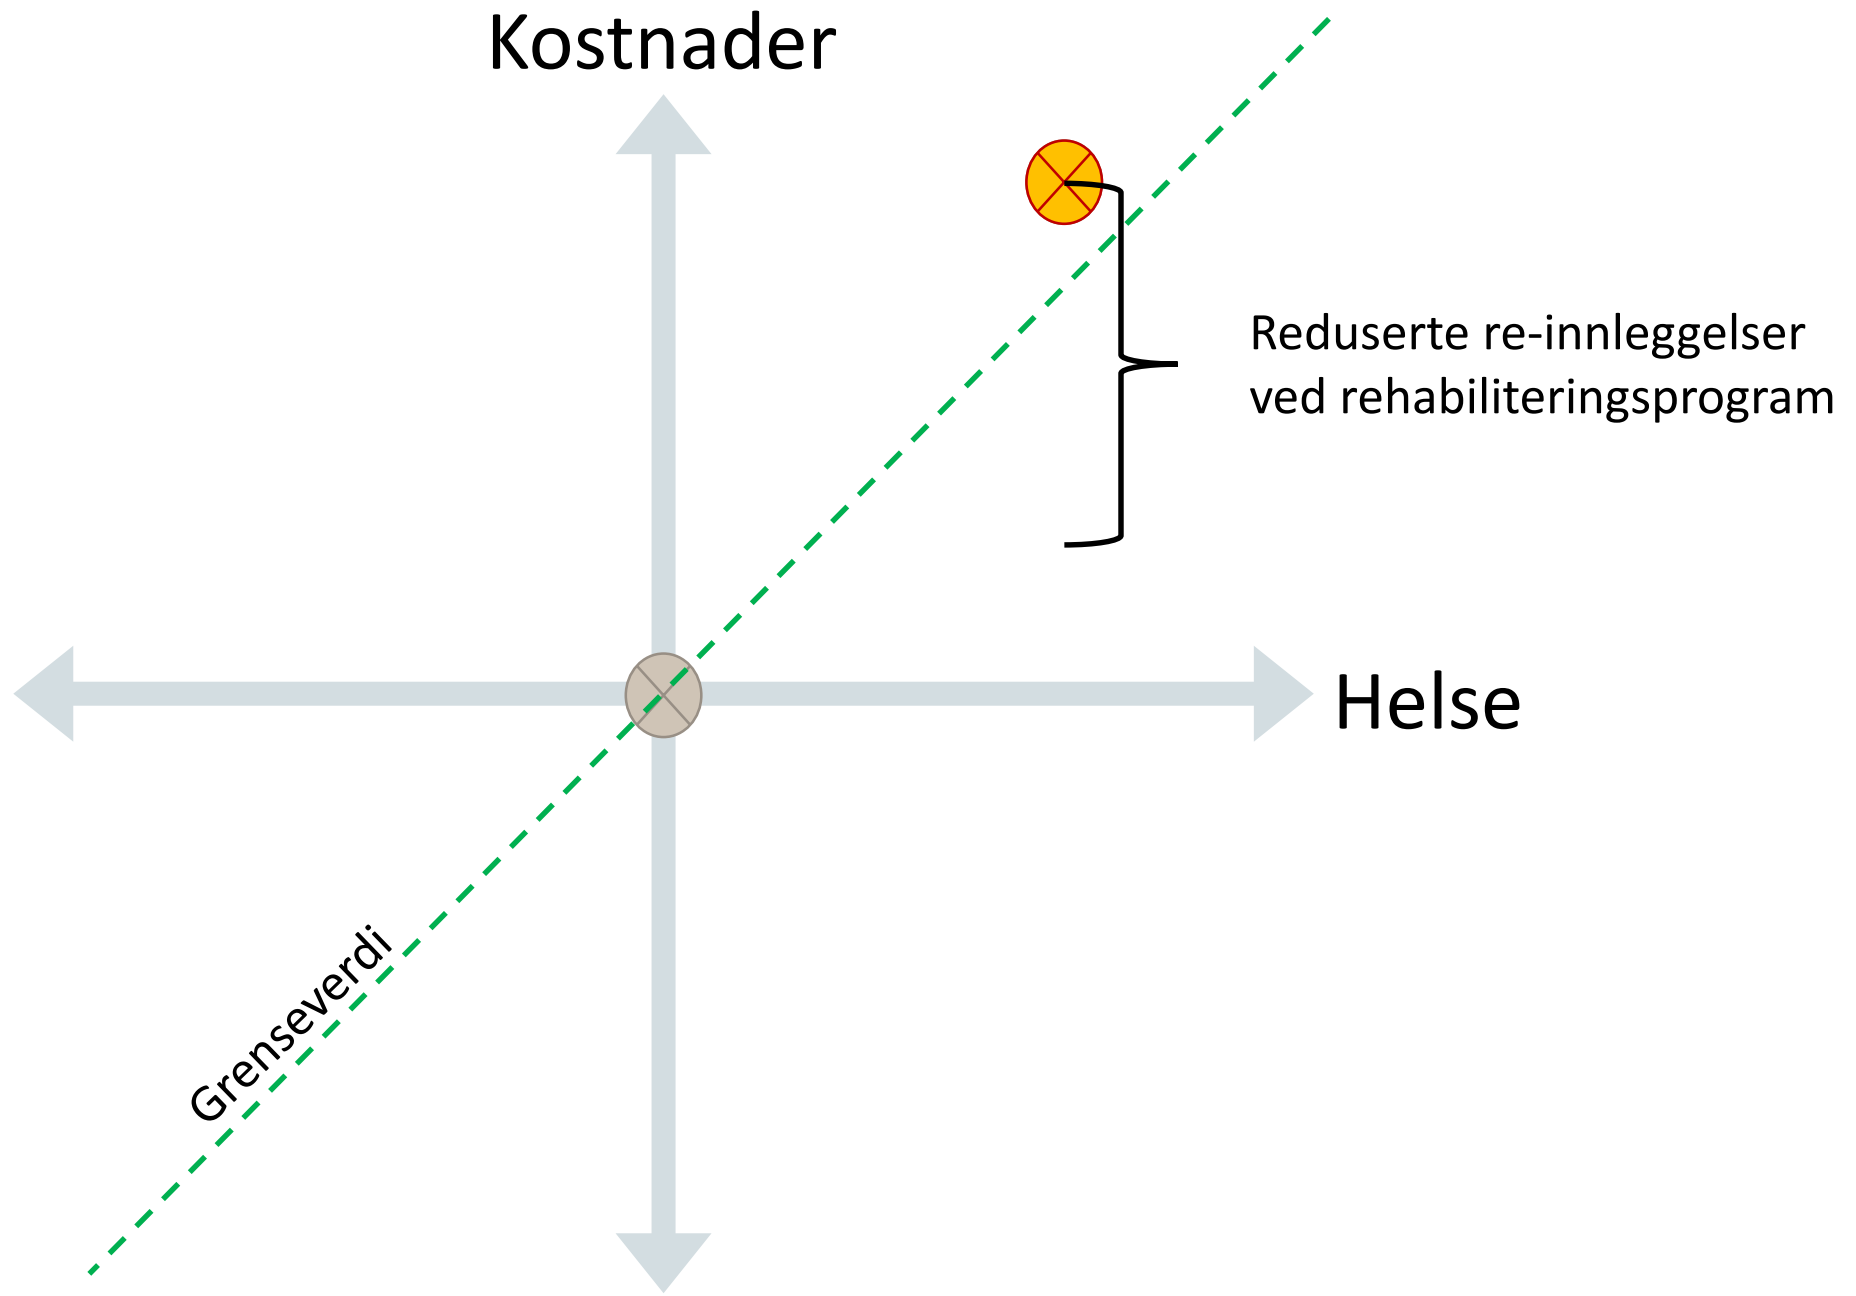 Kostnader
Reduserte re-innleggelser
ved rehabiliteringsprogram
Helse
Grenseverdi